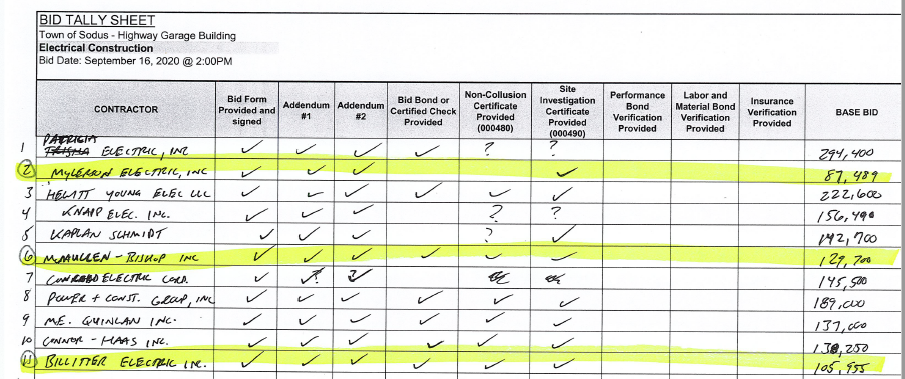 BID TALLY SHEET
Town of Sodus - Highway Garage Building
Electrical Construction
Bid Date: September 16, 2020 @ 2:00PM
CONTRACTOR Bid Form Provided and signed Addendum #1 Addendum #2 Bid Bond or Certified Check Provided Non-Collusion Certificate Provided (000480) Site Investigation Certificate Provided (000490) Performance Bond Verification Provided Labor and Material Bond Verification Provided Insurance Verification Provided BASE BID
PATRICIA
1 ELECTRIC, INC ✓ ✓ ✓ ✓ ? ? 294,400
2 ELECTRIC, INC ✓ ✓ ✓ ✓ 87,489
3 HEWITT YOUNG ELEC LLC ✓ ✓ ✓ ✓ ✓ ✓ 222,600
4 KNAPP ELEC. INC. ✓ ✓ ✓ ? ? 156,490
5 KAPLAN SCHMIDT ✓ ✓ ✓ ? ✓ 142,700
6 MCMULLEN - BISHOP INC ✓ ✓ ✓ ✓ ✓ ✓ 129,700
7 ELECTRIC CORP. ✓ ✓ ✓ 145,500
8 POWER + CONST. GROUP, INC ✓ ✓ ✓ ✓ ✓ ✓ 189,000
9 M.E. QUINLAN INC. ✓ ✓ ✓ ✓ ✓ ✓ 137,000
10 CONNOR - HAAS INC. ✓ ✓ ✓ ✓ ✓ ✓ 138,250
11 BILLITTER ELECTRIC INC. ✓ ✓ ✓ ✓ ✓ ✓ 105,955